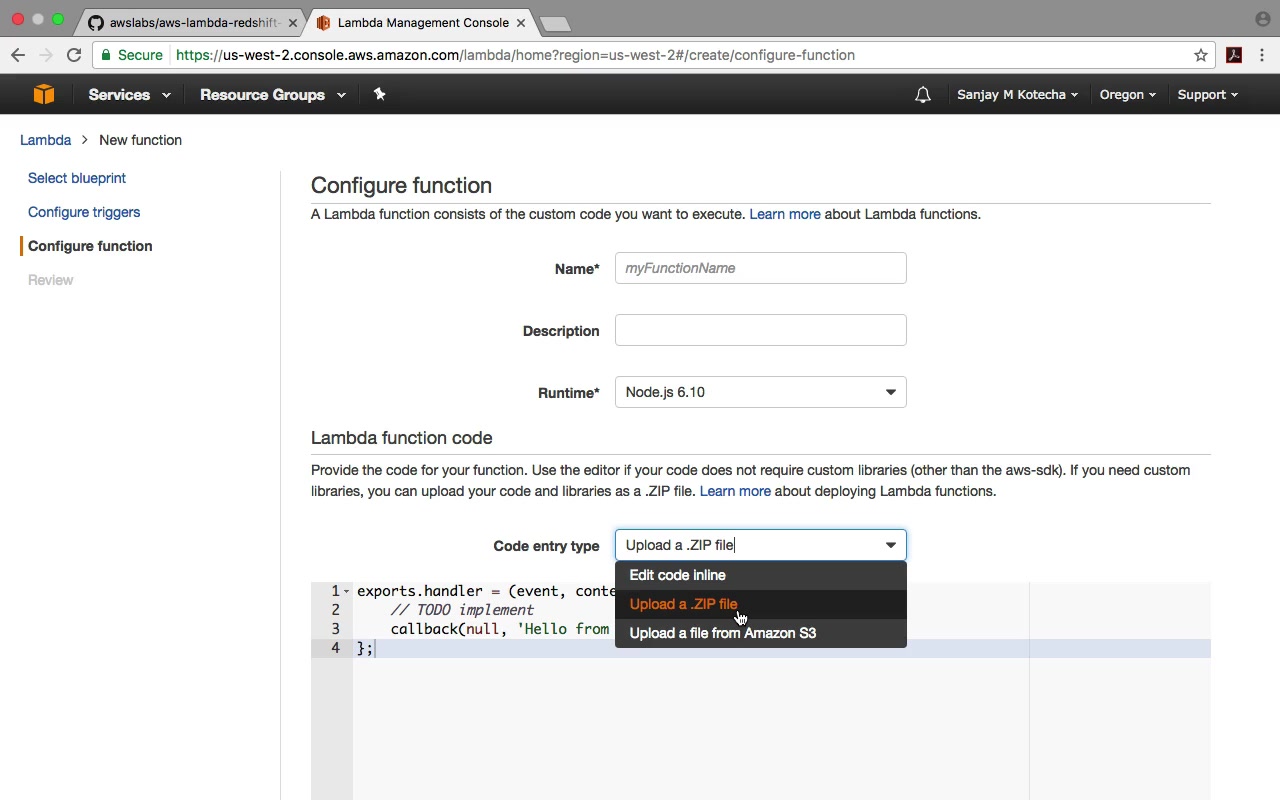 awslabs/aws-lambda-redshift-
Lambda Management Console
Secure
https://us-west-2.console.aws.amazon.com/lambda/home?region=us-west-2#/create/configure-function
Services
Resource Groups
Sanjay M Kotecha
Oregon
Support
Lambda > New function
Select blueprint
Configure triggers
Configure function
Review
Configure function
A Lambda function consists of the custom code you want to execute. Learn more about Lambda functions.
Name* myFunctionName
Description
Runtime* Node.js 6.10
Lambda function code
Provide the code for your function. Use the editor if your code does not require custom libraries (other than the aws-sdk). If you need custom
libraries, you can upload your code and libraries as a .ZIP file. Learn more about deploying Lambda functions.
Code entry type Upload a .ZIP file
Edit code inline
Upload a .ZIP file
Upload a file from Amazon S3
1 exports.handler = (event, conte
2 // TODO implement
3 callback(null, 'Hello from
4 };